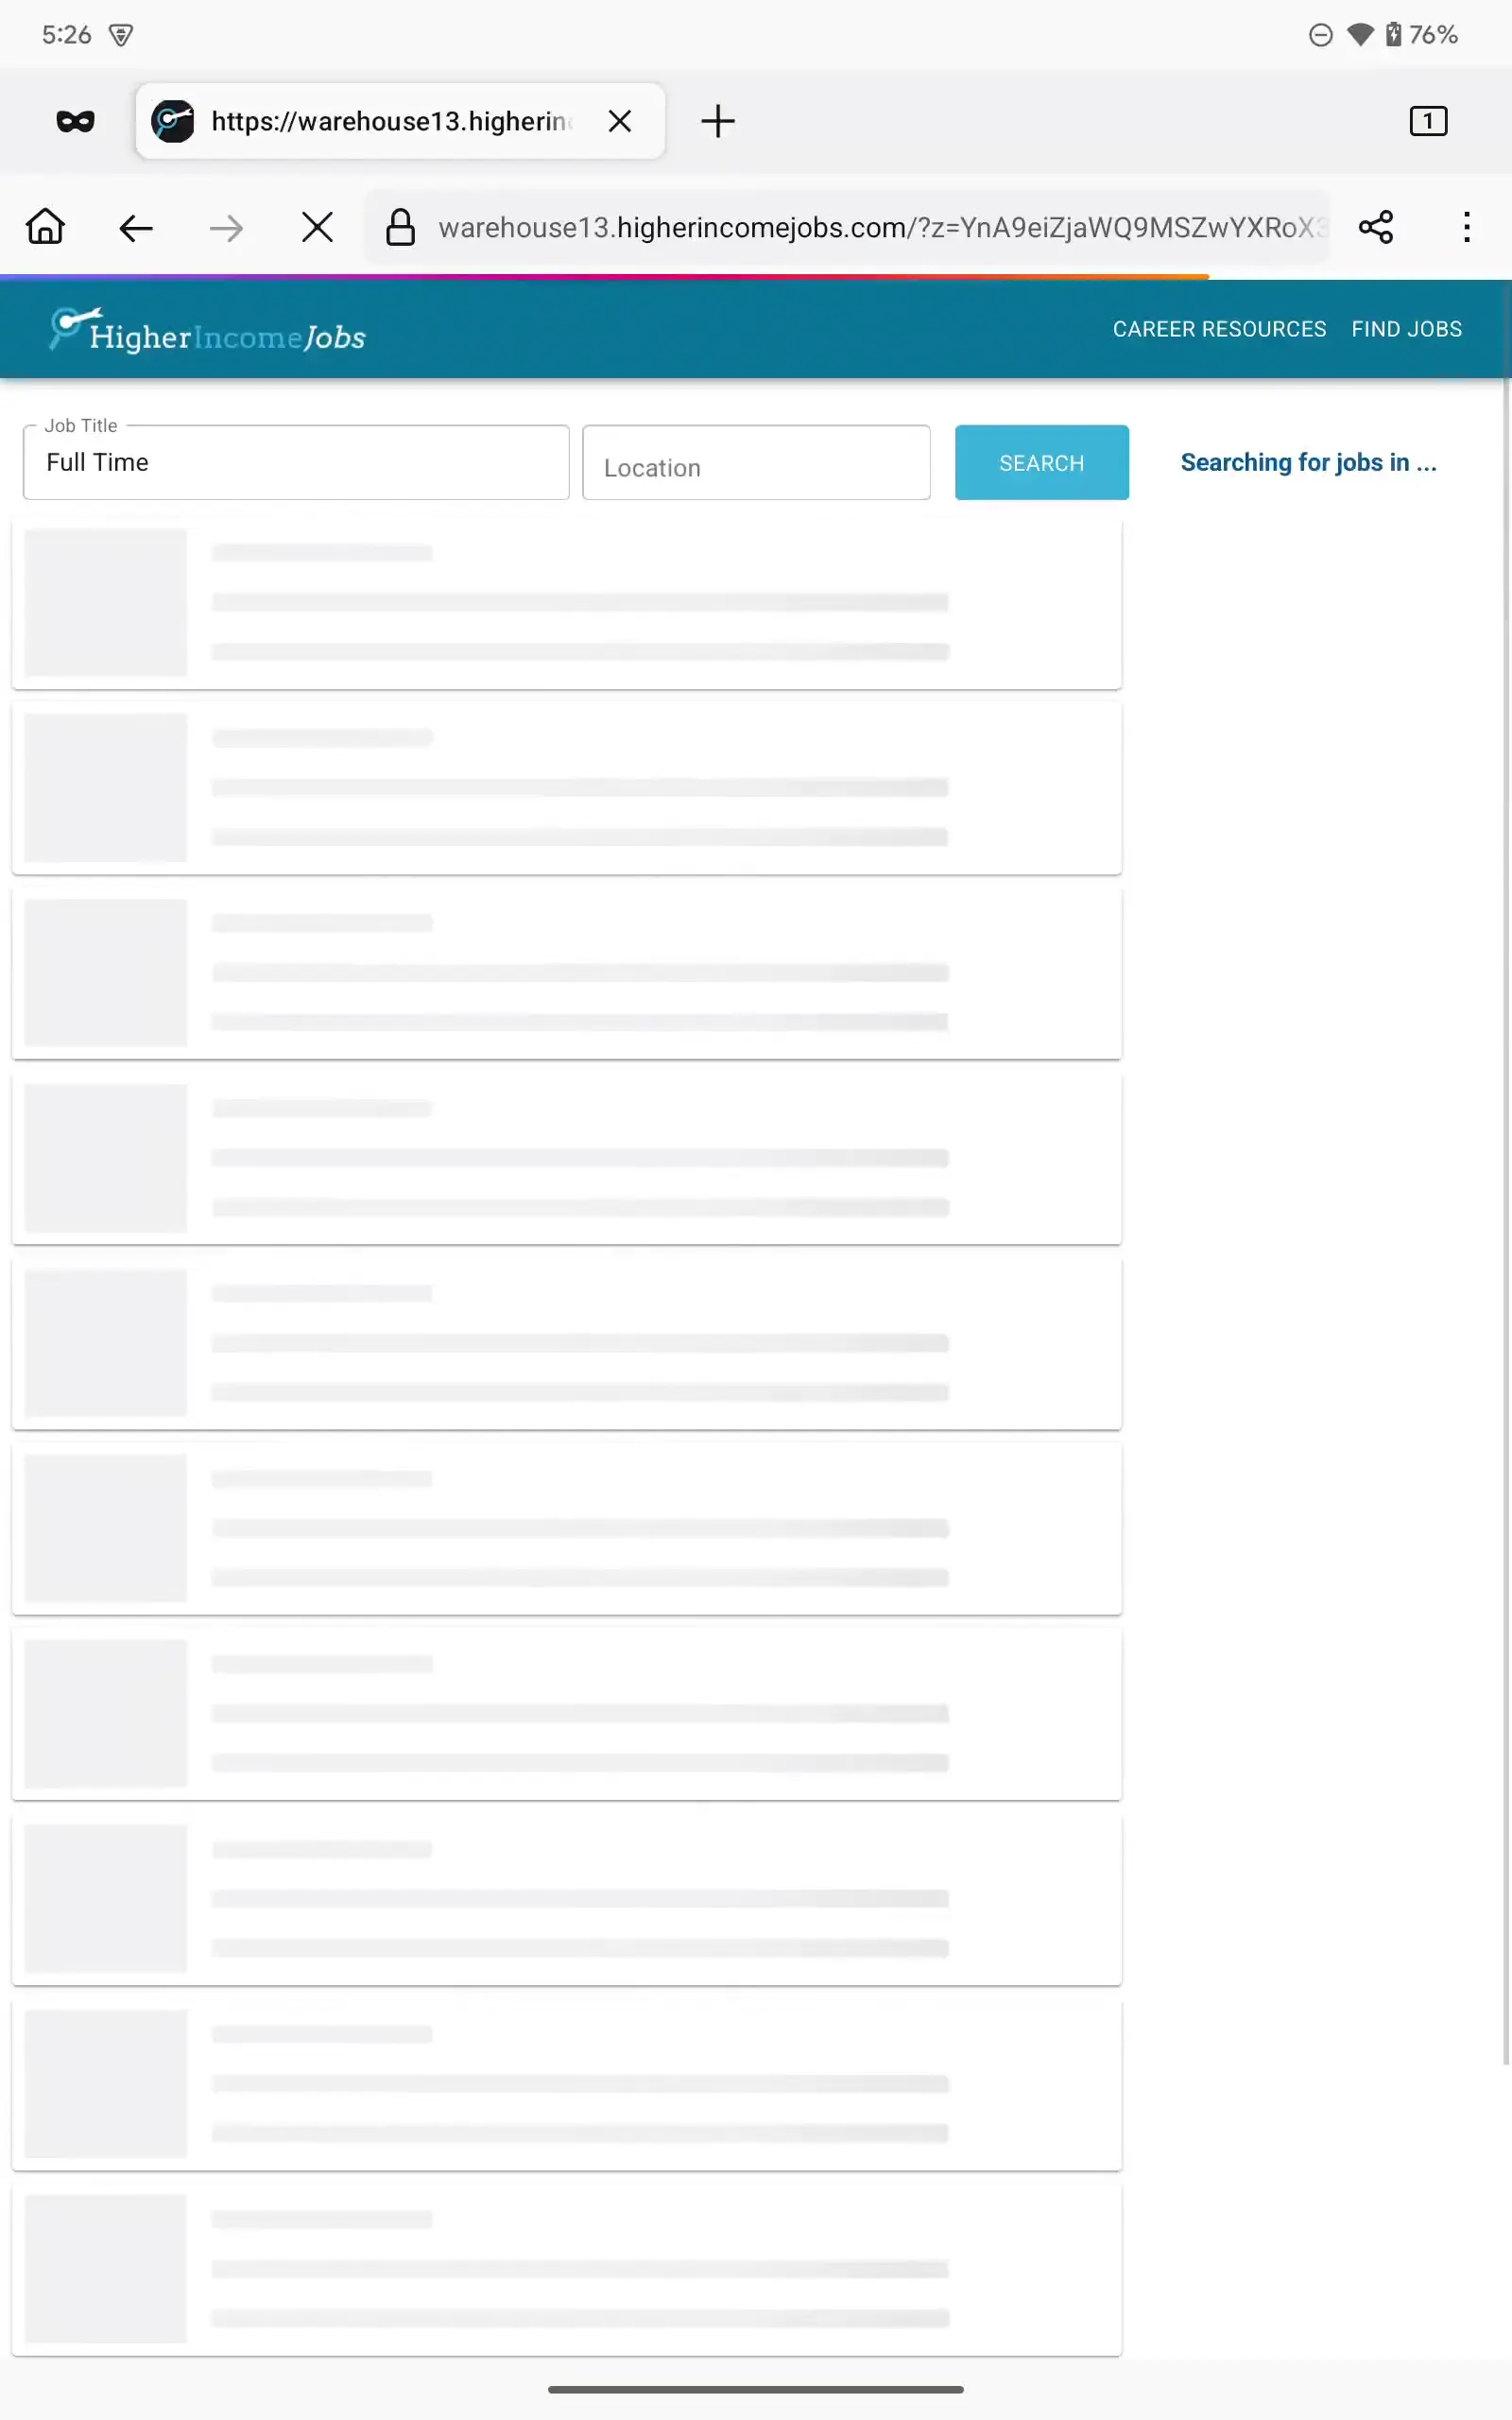 5:26
76%
https://warehouse13.higherin
1
warehouse13.higherincomejobs.com/?z=YnA9eiZjaWQ9MSZwYXRoX3
HigherIncomeJobs
CAREER RESOURCES FIND JOBS
Job Title
Full Time
Location
SEARCH
Searching for jobs in ...